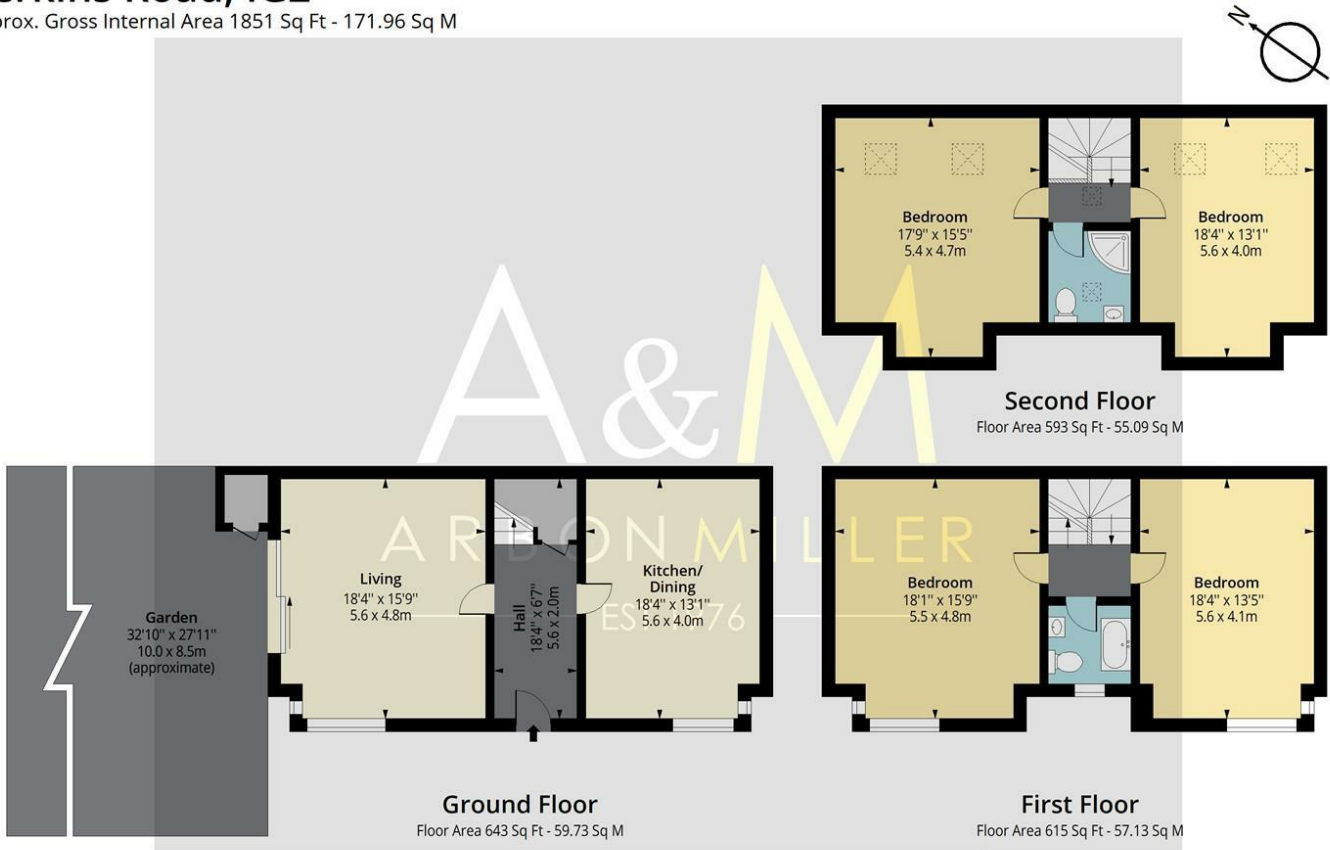 Approx. Gross Internal Area 1851 Sq Ft - 171.96 Sq M
N
Bedroom
17'9" x 15'5"
5.4 x 4.7m
Bedroom
18'4" x 13'1"
5.6 x 4.0m
Second Floor
Floor Area 593 Sq Ft - 55.09 Sq M
A&M
ARBON MILLER
Garden
32'10" x 27'11"
10.0 x 8.5m
(approximate)
Living
18'4" x 15'9"
5.6 x 4.8m
Hall
18'4" x 6'7"
5.6 x 2.0m
Kitchen/
Dining
18'4" x 13'1"
5.6 x 4.0m
Ground Floor
Floor Area 643 Sq Ft - 59.73 Sq M
Bedroom
18'1" x 15'9"
5.5 x 4.8m
Bedroom
18'4" x 13'5"
5.6 x 4.1m
First Floor
Floor Area 615 Sq Ft - 57.13 Sq M